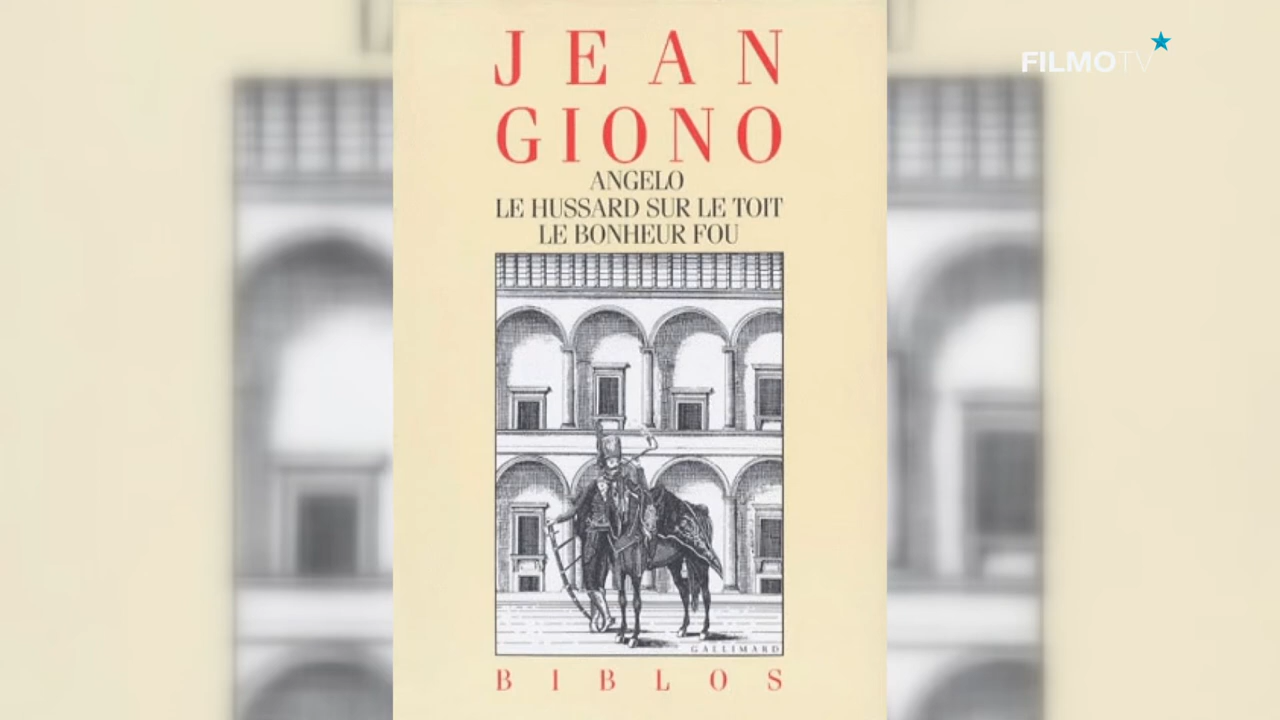 JEAN
GIONO
ANGELO
LE HUSSARD SUR LE TOIT
LE BONHEUR FOU
GALLIMARD
BIBLOS
FILMOTV